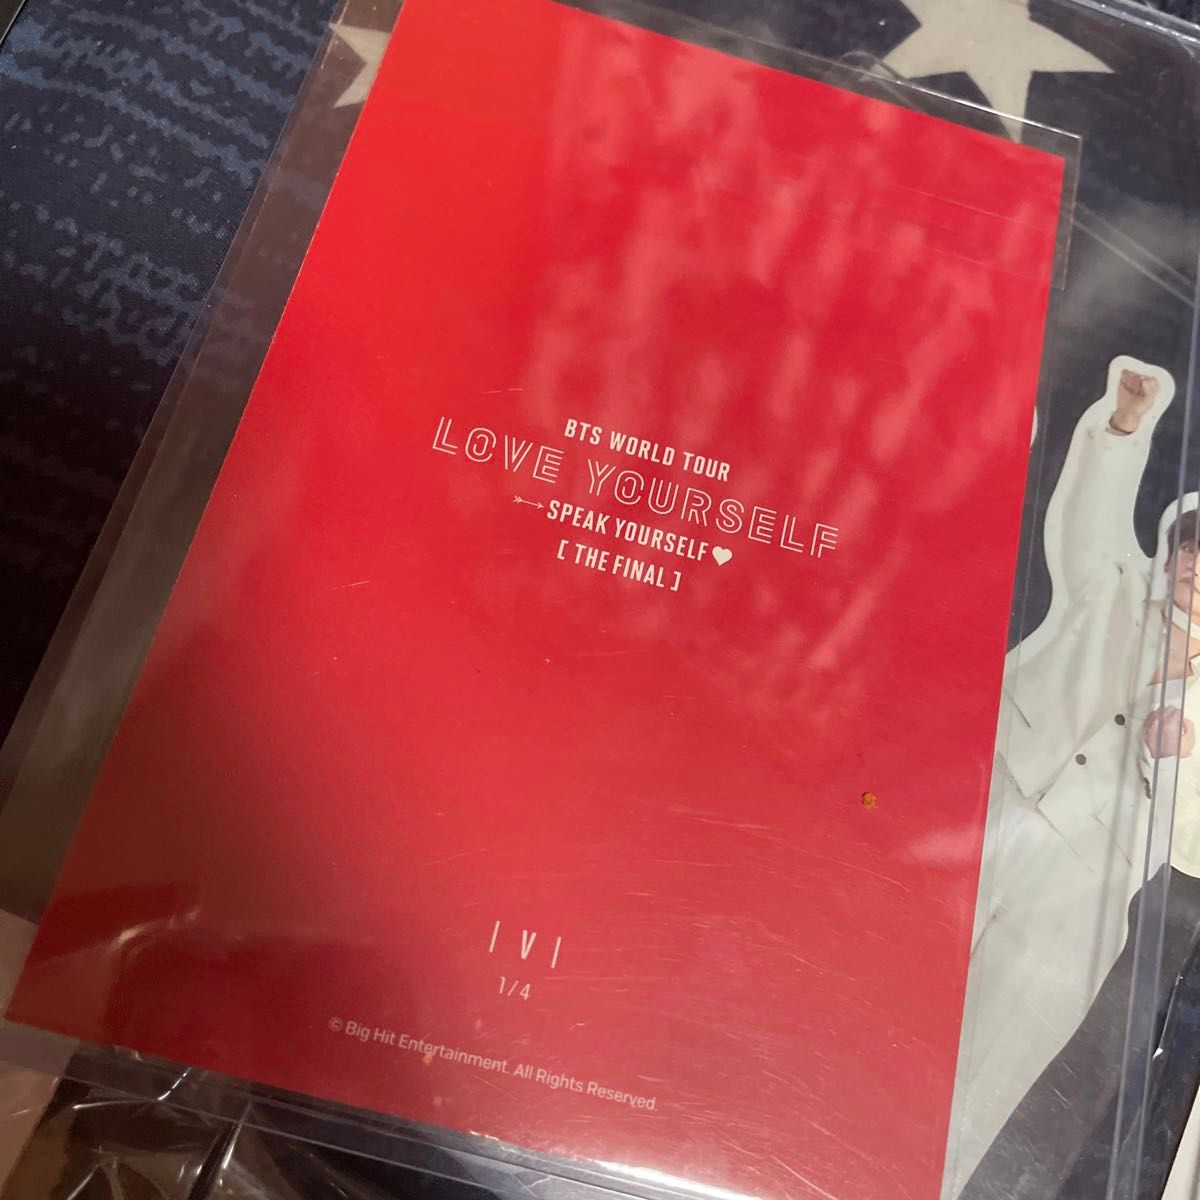 BTS WORLD TOUR
LOVE YOURSELF
SPEAK YOURSELF
[ THE FINAL ]
| V |
1/4
© Big Hit Entertainment. All Rights Reserved.